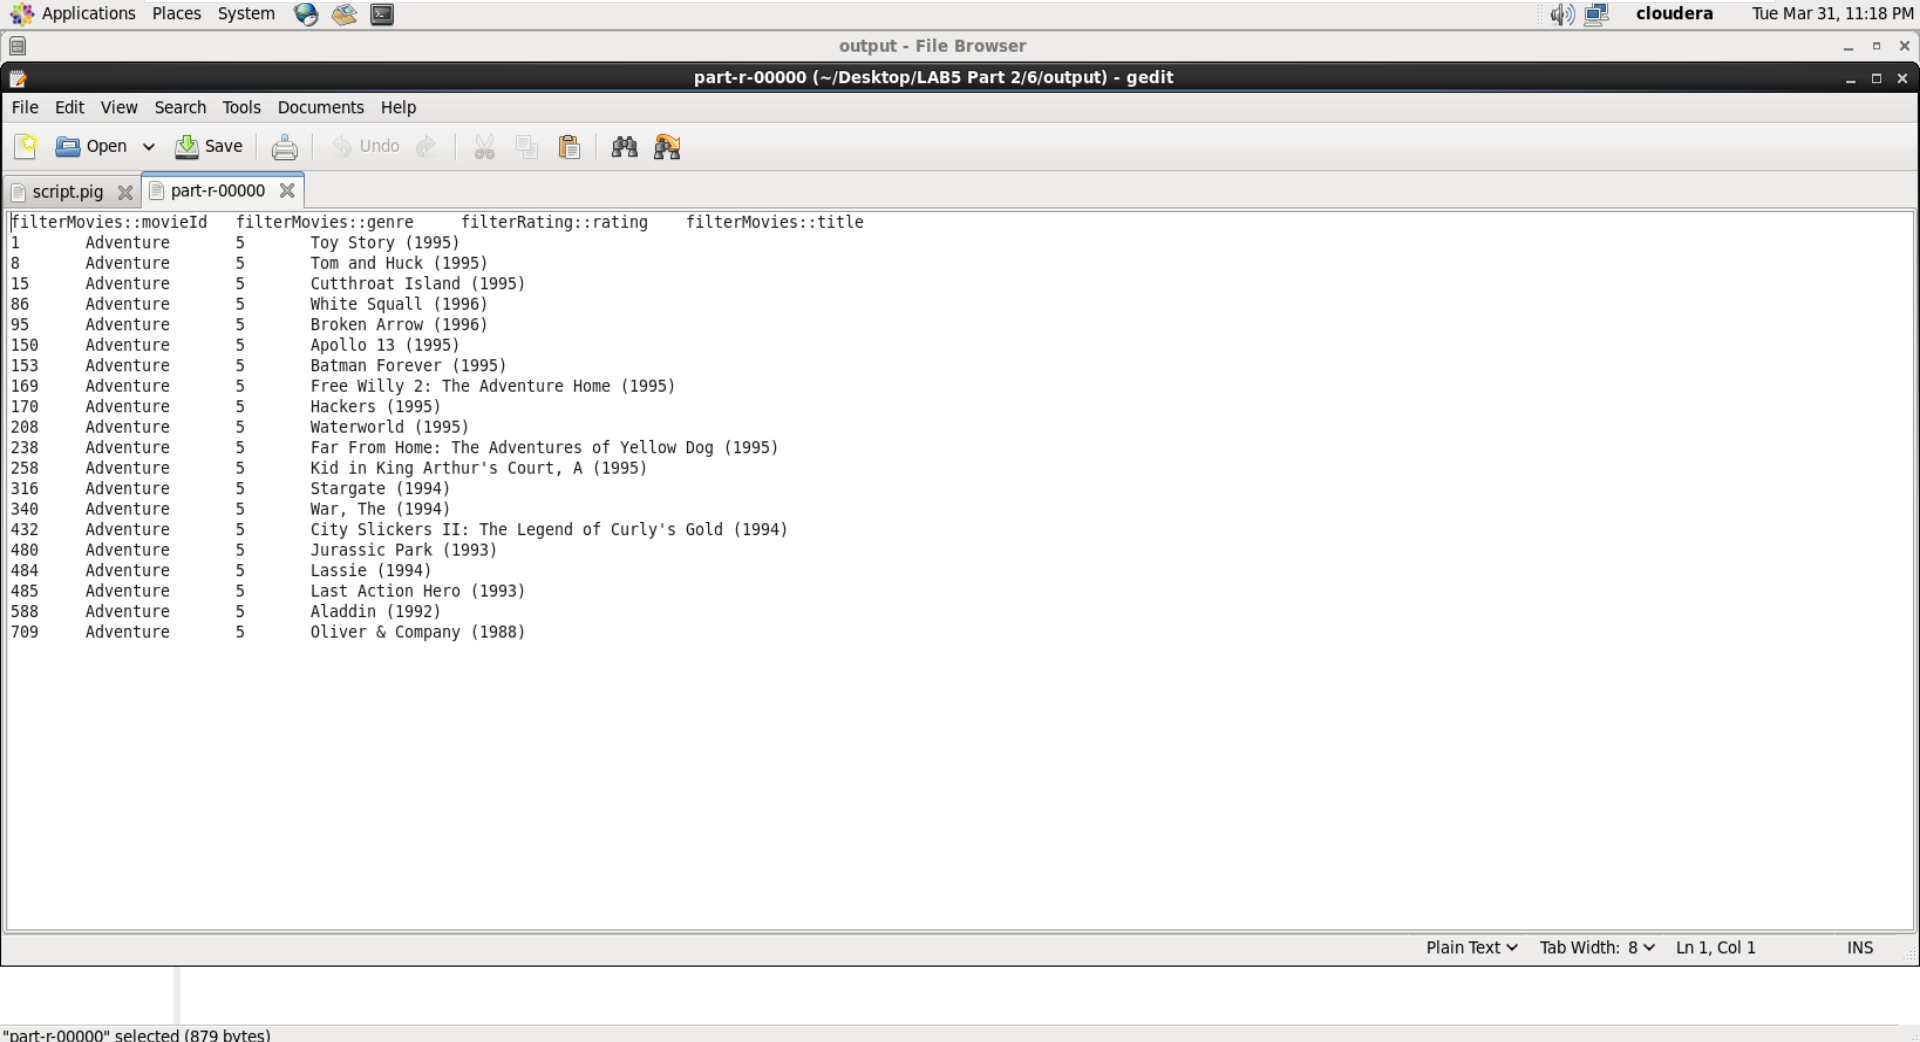 Applications Places System cloudera Tue Mar 31, 11:18 PM
output - File Browser
part-r-00000 (~/Desktop/LAB5 Part 2/6/output) - gedit
File Edit View Search Tools Documents Help
Open Save Undo
script.pig part-r-00000
filterMovies::movieId filterMovies::genre filterRating::rating filterMovies::title
1 Adventure 5 Toy Story (1995)
8 Adventure 5 Tom and Huck (1995)
15 Adventure 5 Cutthroat Island (1995)
86 Adventure 5 White Squall (1996)
95 Adventure 5 Broken Arrow (1996)
150 Adventure 5 Apollo 13 (1995)
153 Adventure 5 Batman Forever (1995)
169 Adventure 5 Free Willy 2: The Adventure Home (1995)
170 Adventure 5 Hackers (1995)
208 Adventure 5 Waterworld (1995)
238 Adventure 5 Far From Home: The Adventures of Yellow Dog (1995)
258 Adventure 5 Kid in King Arthur's Court, A (1995)
316 Adventure 5 Stargate (1994)
340 Adventure 5 War, The (1994)
432 Adventure 5 City Slickers II: The Legend of Curly's Gold (1994)
480 Adventure 5 Jurassic Park (1993)
484 Adventure 5 Lassie (1994)
485 Adventure 5 Last Action Hero (1993)
588 Adventure 5 Aladdin (1992)
709 Adventure 5 Oliver & Company (1988)
Plain Text Tab Width: 8 Ln 1, Col 1 INS
"part-r-00000" selected (879 bytes)